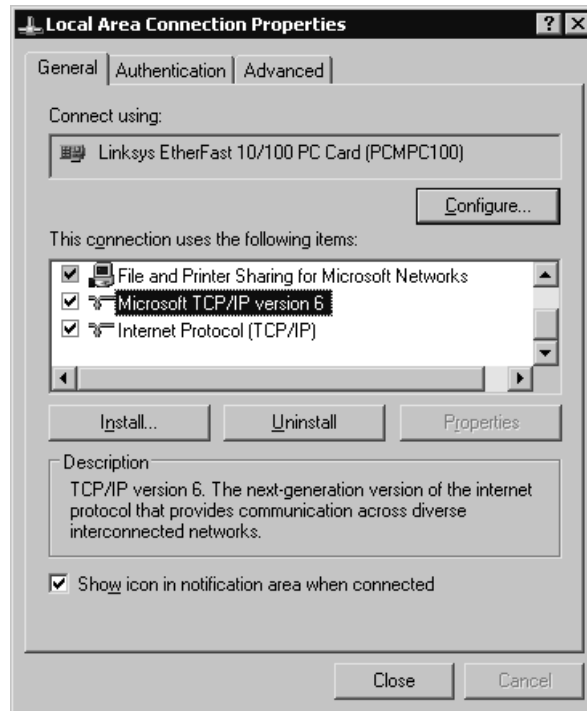 Local Area Connection Properties
General Authentication Advanced
Connect using:
Linksys EtherFast 10/100 PC Card (PCMPC100)
Configure...
This connection uses the following items:
File and Printer Sharing for Microsoft Networks
Microsoft TCP/IP version 6
Internet Protocol (TCP/IP)
Install... Uninstall Properties
Description
TCP/IP version 6. The next-generation version of the internet
protocol that provides communication across diverse
interconnected networks.
Show icon in notification area when connected
Close Cancel